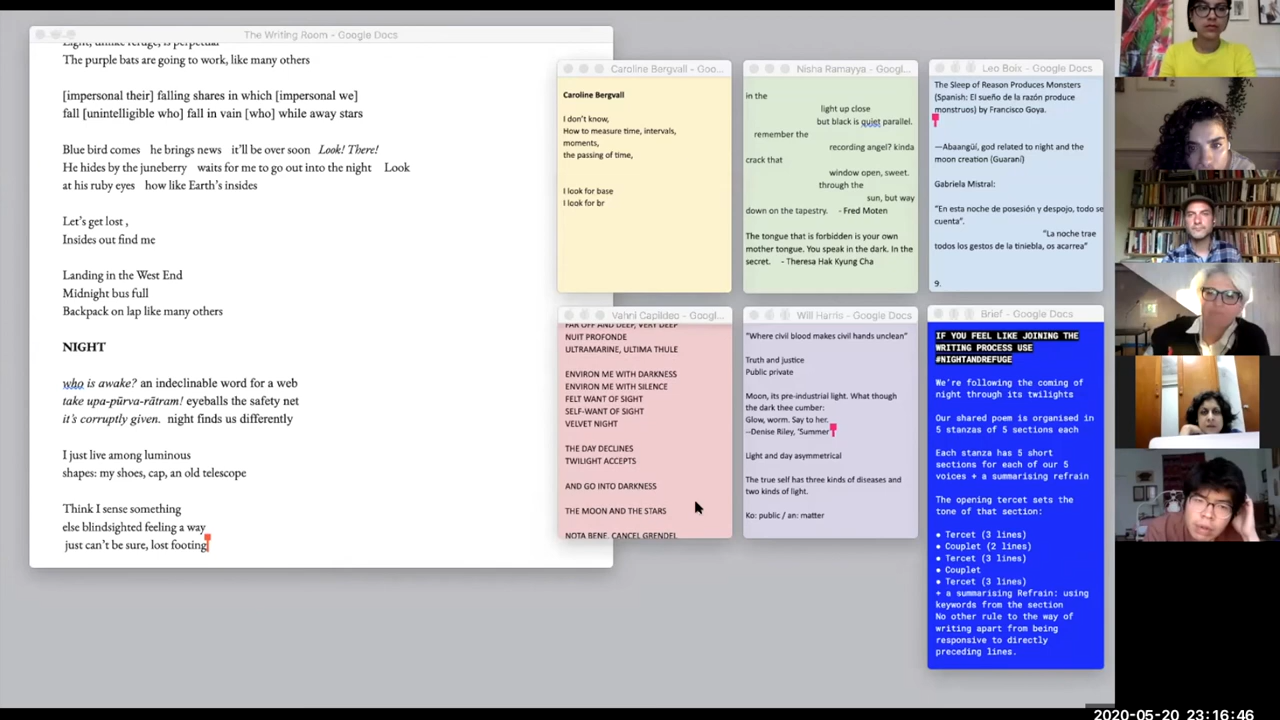 The Writing Room - Google Docs
Light, unlike refuge, is perpetual
The purple bats are going to work, like many others
[impersonal their] falling shares in which [impersonal we]
fall [unintelligible who] fall in vain [who] while away stars
Blue bird comes he brings news it'll be over soon Look! There!
He hides by the juneberry waits for me to go out into the night Look
at his ruby eyes how like Earth's insides
Let's get lost ,
Insides out find me
Landing in the West End
Midnight bus full
Backpack on lap like many others
NIGHT
who is awake? an indeclinable word for a web
take upa-pūrva-rātram! eyeballs the safety net
it's corruptly given. night finds us differently
I just live among luminous
shapes: my shoes, cap, an old telescope
Think I sense something
else blindsighted feeling a way
just can't be sure, lost footing
Caroline Bergvall - Goo...
Caroline Bergvall
I don't know,
How to measure time, intervals,
moments,
the passing of time,
I look for base
I look for br
Nisha Ramayya - Googl...
in the
light up close
but black is quiet parallel.
remember the
recording angel? kinda
crack that
window open, sweet.
through the
sun, but way
down on the tapestry. - Fred Moten
The tongue that is forbidden is your own
mother tongue. You speak in the dark. In the
secret. - Theresa Hak Kyung Cha
Leo Boix - Google Docs
The Sleep of Reason Produces Monsters
(Spanish: El sueño de la razón produce
monstruos) by Francisco Goya.
—Abaangüí, god related to night and the
moon creation (Guaraní)
Gabriela Mistral:
"En esta noche de posesión y despojo, todo se
cuenta".
"La noche trae
todos los gestos de la tiniebla, os acarrea"
9.
Vahni Capildeo - Googl...
FAR OFF AND DEEP, VERY DEEP
NUIT PROFONDE
ULTRAMARINE, ULTIMA THULE
ENVIRON ME WITH DARKNESS
ENVIRON ME WITH SILENCE
FELT WANT OF SIGHT
SELF-WANT OF SIGHT
VELVET NIGHT
THE DAY DECLINES
TWILIGHT ACCEPTS
AND GO INTO DARKNESS
THE MOON AND THE STARS
NOTA BENE, CANCEL GRENDEL
Will Harris - Google Docs
"Where civil blood makes civil hands unclean"
Truth and justice
Public private
Moon, its pre-industrial light. What though
the dark thee cumber:
Glow, worm. Say to her.
--Denise Riley, 'Summer'
Light and day asymmetrical
The true self has three kinds of diseases and
two kinds of light.
Ko: public / an: matter
Brief - Google Docs
IF YOU FEEL LIKE JOINING THE
WRITING PROCESS USE
#NIGHTANDREFUGE
We're following the coming of
night through its twilights
Our shared poem is organised in
5 stanzas of 5 sections each
Each stanza has 5 short
sections for each of our 5
voices + a summarising refrain
The opening tercet sets the
tone of that section:
● Tercet (3 lines)
● Couplet (2 lines)
● Tercet (3 lines)
● Couplet
● Tercet (3 lines)
+ a summarising Refrain: using
keywords from the section
No other rule to the way of
writing apart from being
responsive to directly
preceding lines.
2020-05-20 23:16:46